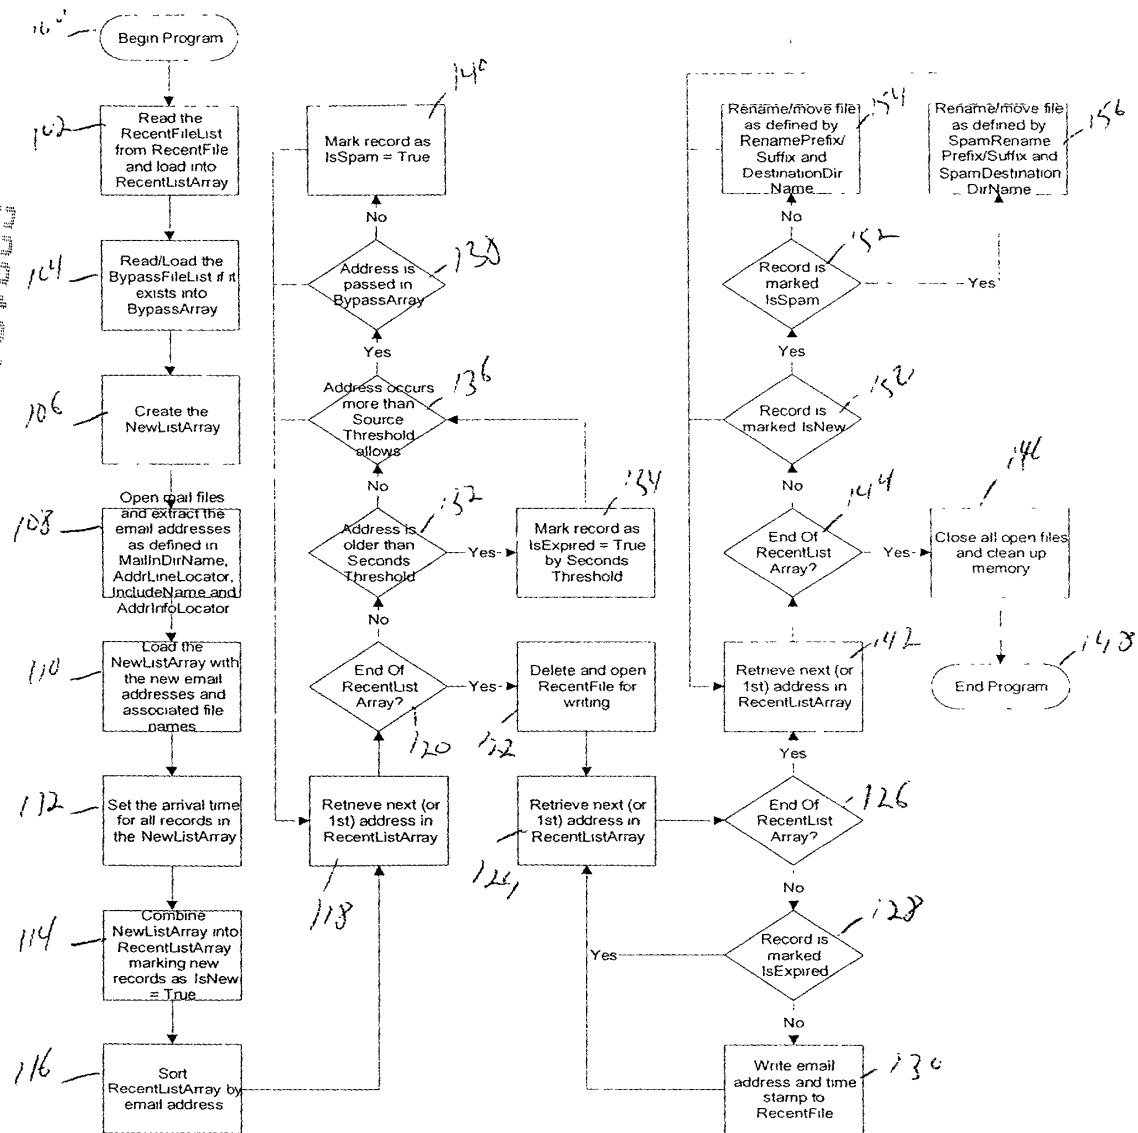 100
Begin Program
102
Read the
RecentFileList
from RecentFile
and load into
RecentListArray
104
Read/Load the
BypassFileList if it
exists into
BypassArray
106
Create the
NewListArray
108
Open mail files
and extract the
email addresses
as defined in
MailInDirName,
AddrLineLocator,
IncludeName and
AddrInfoLocator
110
Load the
NewListArray with
the new email
addresses and
associated file
names
112
Set the arrival time
for all records in
the NewListArray
114
Combine
NewListArray into
RecentListArray
marking new
records as IsNew
= True
116
Sort
RecentListArray by
email address
140
Mark record as
IsSpam = True
No
138
Address is
passed in
BypassArray
Yes
136
Address occurs
more than
Source
Threshold
allows
No
132
Address is
older than
Seconds
Threshold
Yes
134
Mark record as
IsExpired = True
by Seconds
Threshold
No
End Of
RecentList
Array?
120
Yes
Delete and open
RecentFile for
writing
122
Retrieve next (or
1st) address in
RecentListArray
118
Retrieve next (or
1st) address in
RecentListArray
124
Rename/move file
as defined by
RenamePrefix/
Suffix and
DestinationDir
Name
154
Rename/move file
as defined by
SpamRename
Prefix/Suffix and
SpamDestination
DirName
156
No
152
Record is
marked
IsSpam
Yes
Yes
152
Record is
marked IsNew
No
144
End Of
RecentList
Array?
Yes
146
Close all open files
and clean up
memory
142
Retrieve next (or
1st) address in
RecentListArray
148
End Program
Yes
End Of
RecentList
Array?
126
No
128
Record is
marked
IsExpired
Yes
No
Write email
address and time
stamp to
RecentFile
130